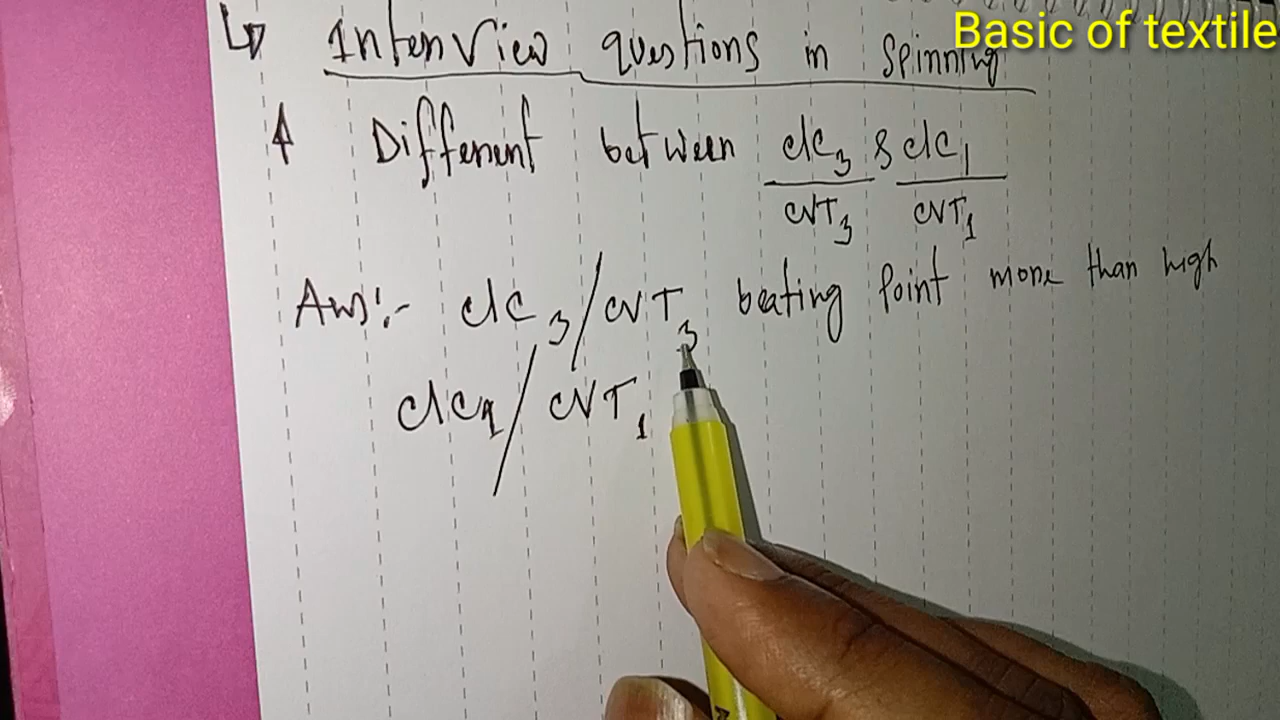 Basic of textile
Interview questions in spinning
Different between clc3 & clc1
CVT3 CVT1
Ans:- clc3/CVT3 beating point more than high
clc1/CVT1